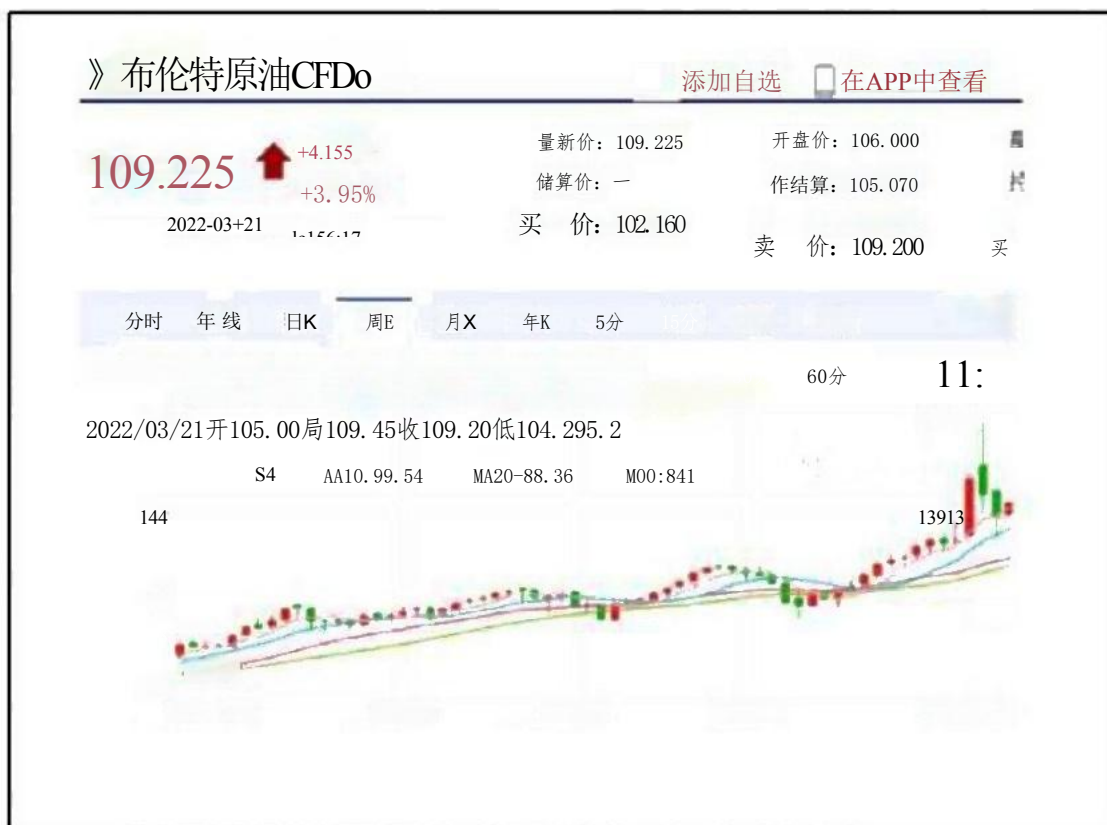 》布伦特原油CFDo
添加自选 在APP中查看
109.225 +4.155
+3.95%
2022-03+21
量新价：109.225 开盘价：106.000
储算价：一 作结算：105.070
买 价：102.160
卖 价：109.200 买
分时 年 线 日K 周E 月X 年K 5分
60分 11:
2022/03/21开105.00局109.45收109.20低104.295.2
S4 AA10.99.54 MA20-88.36 M00:841
144 13913